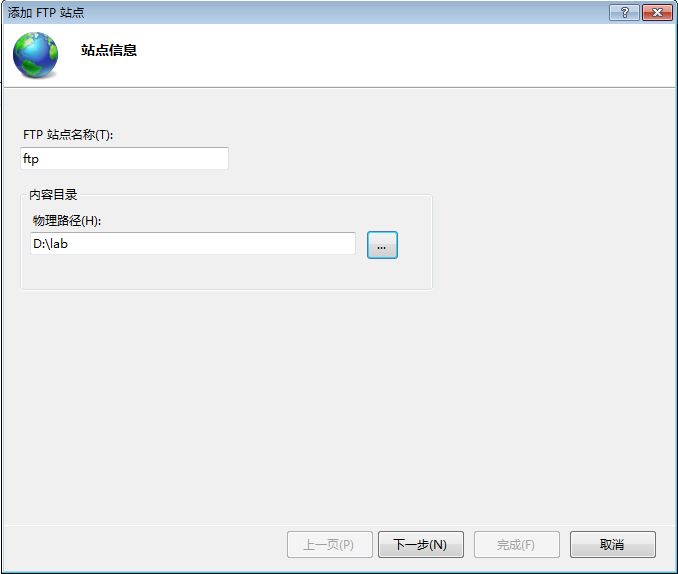 添加 FTP 站点
站点信息
FTP 站点名称(T):
ftp
内容目录
物理路径(H):
D:\lab
...
上一页(P) 下一步(N) 完成(F) 取消